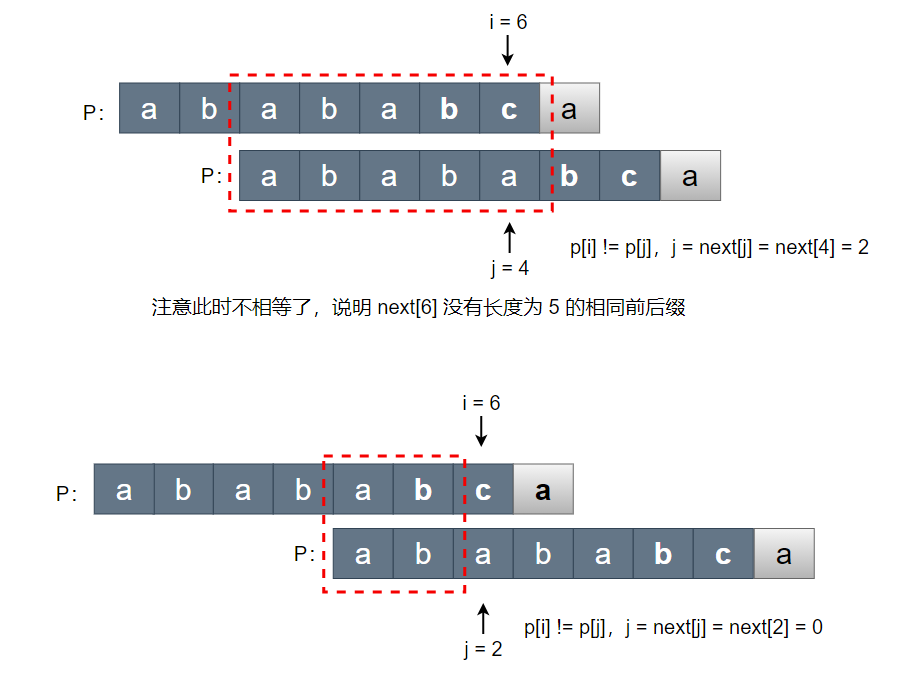 i = 6
P: a b a b a b c a
P: a b a b a b c a
p[i] != p[j]，j = next[j] = next[4] = 2
j = 4
注意此时不相等了，说明 next[6] 没有长度为 5 的相同前后缀
i = 6
P: a b a b a b c a
P: a b a b a b c a
p[i] != p[j]，j = next[j] = next[2] = 0
j = 2